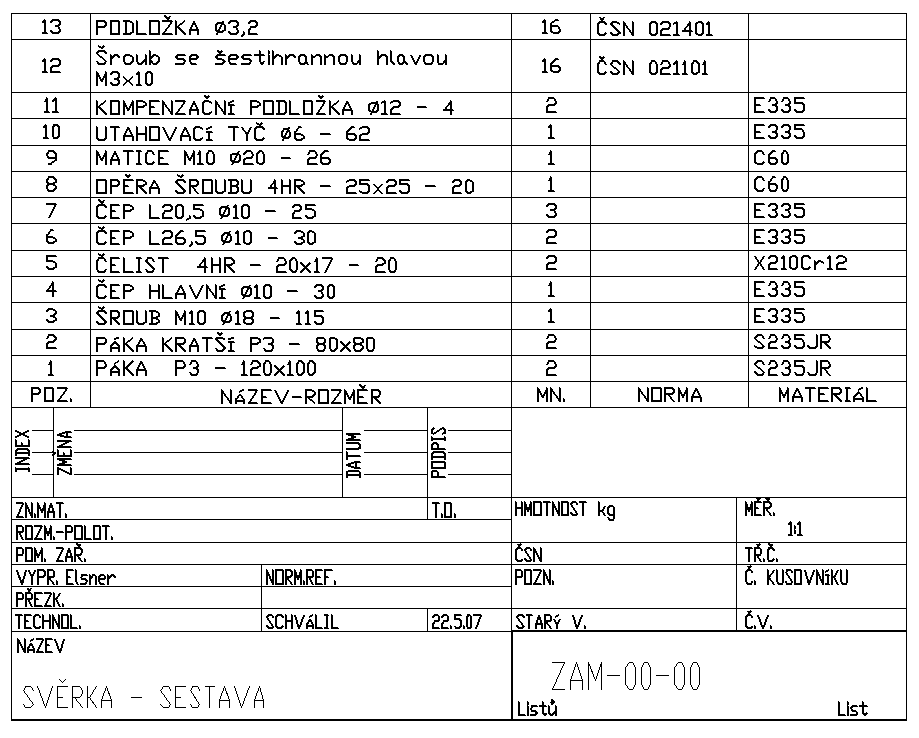 13 PODLOŽKA ø3,2 16 ČSN 021401
12 Šroub se šestihrannou hlavou M3x10 16 ČSN 021101
11 KOMPENZAČNí PODLOŽKA ø12 - 4 2 E335
10 UTAHOVACí TYČ ø6 - 62 1 E335
9 MATICE M10 ø20 - 26 1 C60
8 OPĚRA ŠROUBU 4HR - 25x25 - 20 1 C60
7 ČEP L20,5 ø10 - 25 3 E335
6 ČEP L26,5 ø10 - 30 2 E335
5 ČELIST 4HR - 20x17 - 20 2 X210Cr12
4 ČEP HLAVNí ø10 - 30 1 E335
3 ŠROUB M10 ø18 - 115 1 E335
2 PáKA KRATŠí P3 - 80x80 2 S235JR
1 PáKA P3 - 120x100 2 S235JR
POZ. NáZEV-ROZMĚR MN. NORMA MATERIáL
INDEX ZMĚNA DATUM PODPIS
ZN.MAT. T.O. HMOTNOST kg MĚŘ.
1:1
ROZM.-POLOT.
POM. ZAŘ. ČSN TŘ.Č.
VYPR. Elsner NORM.REF. POZN. Č. KUSOVNíKU
PŘEZK.
TECHNOL. SCHVáLIL 22.5.07 STARý V. Č.V.
NáZEV
SVĚRKA - SESTAVA ZAM-00-00
Listů List